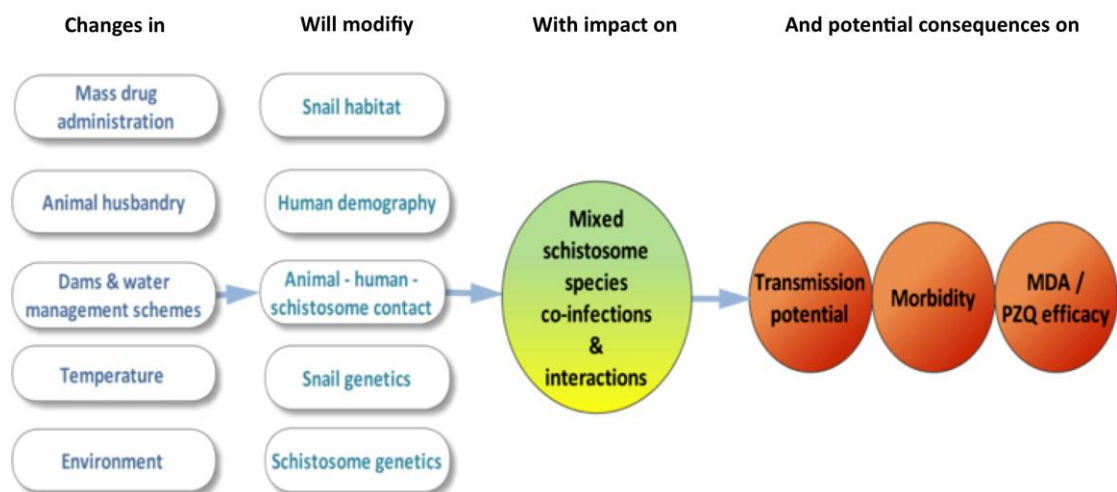 Changes in
Will modifiy
With impact on
And potential consequences on
Mass drug
administration
Animal husbandry
Dams & water
management schemes
Temperature
Environment
Snail habitat
Human demography
Animal - human -
schistosome contact
Snail genetics
Schistosome genetics
Mixed
schistosome
species
co-infections
&
interactions
Transmission
potential
Morbidity
MDA /
PZQ efficacy